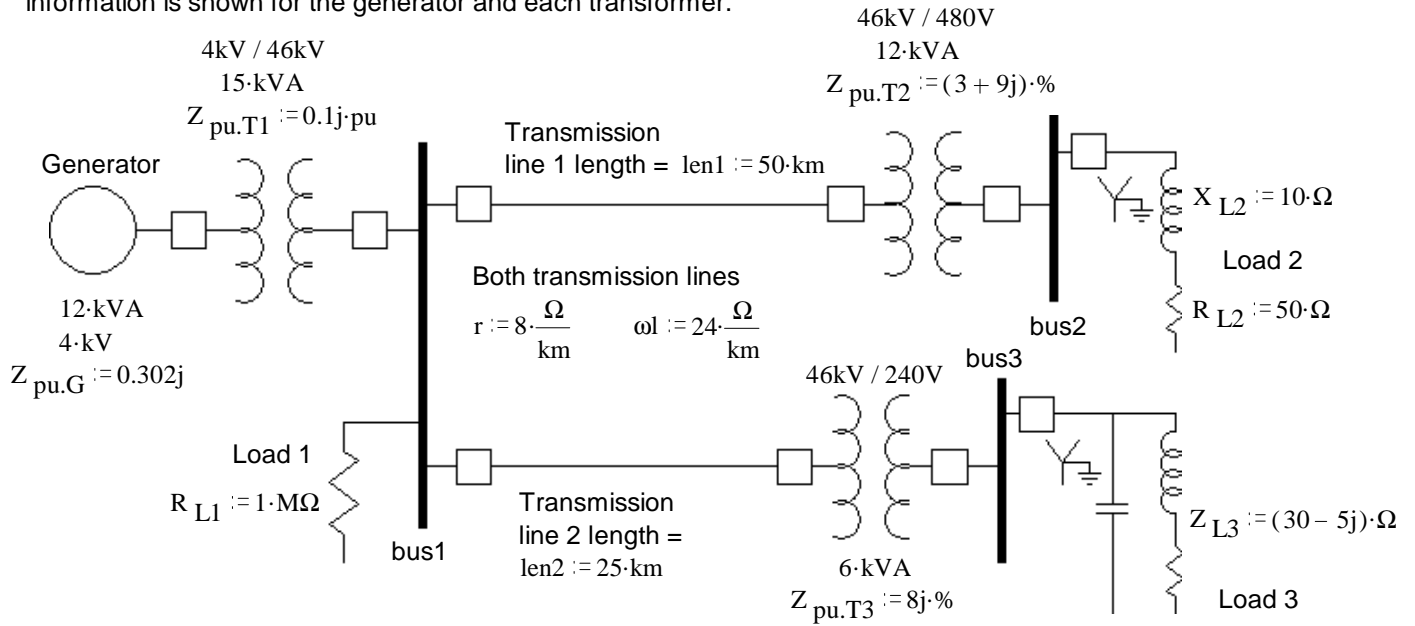 information is shown for the generator and each transformer.
46kV / 480V
12·kVA
Z pu.T2 := (3 + 9j)·%
4kV / 46kV
15·kVA
Z pu.T1 := 0.1j·pu
Transmission
line 1 length = len1 := 50·km
Generator
12·kVA
4·kV
Z pu.G := 0.302j
X L2 := 10·Ω
Load 2
R L2 := 50·Ω
bus2
Both transmission lines
r := 8·Ω/km ωl := 24·Ω/km
bus3
46kV / 240V
Load 1
R L1 := 1·MΩ
bus1
Transmission
line 2 length =
len2 := 25·km
6·kVA
Z pu.T3 := 8j·%
Z L3 := (30 – 5j)·Ω
Load 3